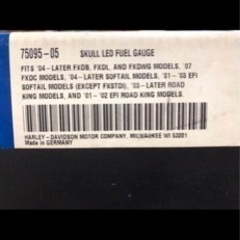 75095-05 SKULL LED FUEL GAUGE
FITS '04-LATER FXDB, FXDL, AND FXDWG MODELS, '07
FXDC MODELS, '04-LATER SOFTAIL MODELS, '01-'03 EFI
SOFTAIL MODELS (EXCEPT FXSTDI), '03-LATER ROAD
KING MODELS, AND '01-'02 EFI ROAD KING MODELS.
HARLEY-DAVIDSON MOTOR COMPANY, MILWAUKEE WI 53201
Made in GERMANY